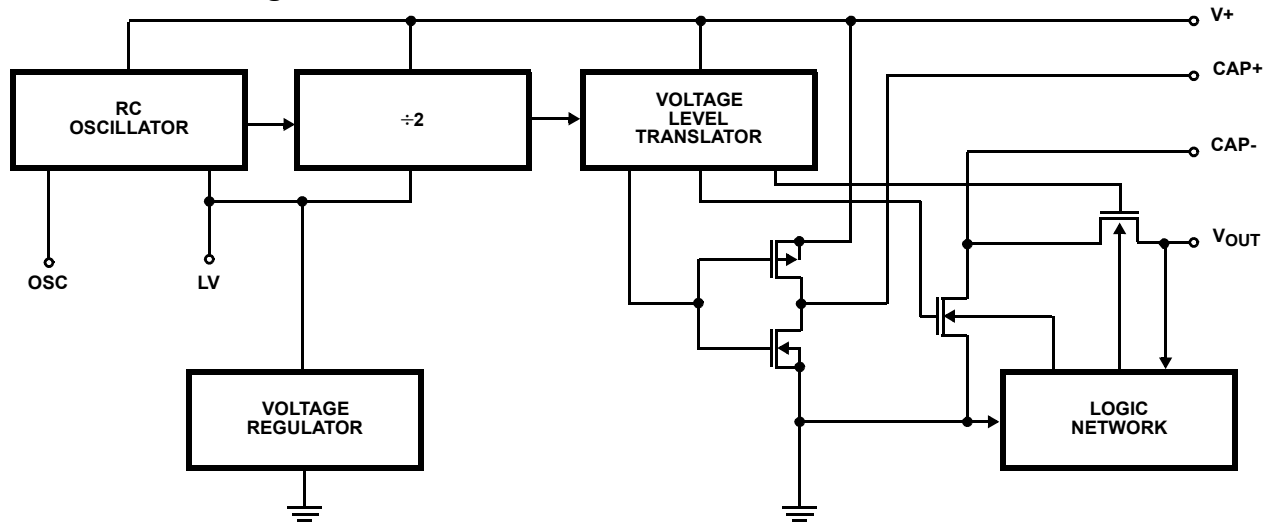 V+
CAP+
RC
OSCILLATOR
÷2
VOLTAGE
LEVEL
TRANSLATOR
CAP-
VOUT
OSC
LV
VOLTAGE
REGULATOR
LOGIC
NETWORK